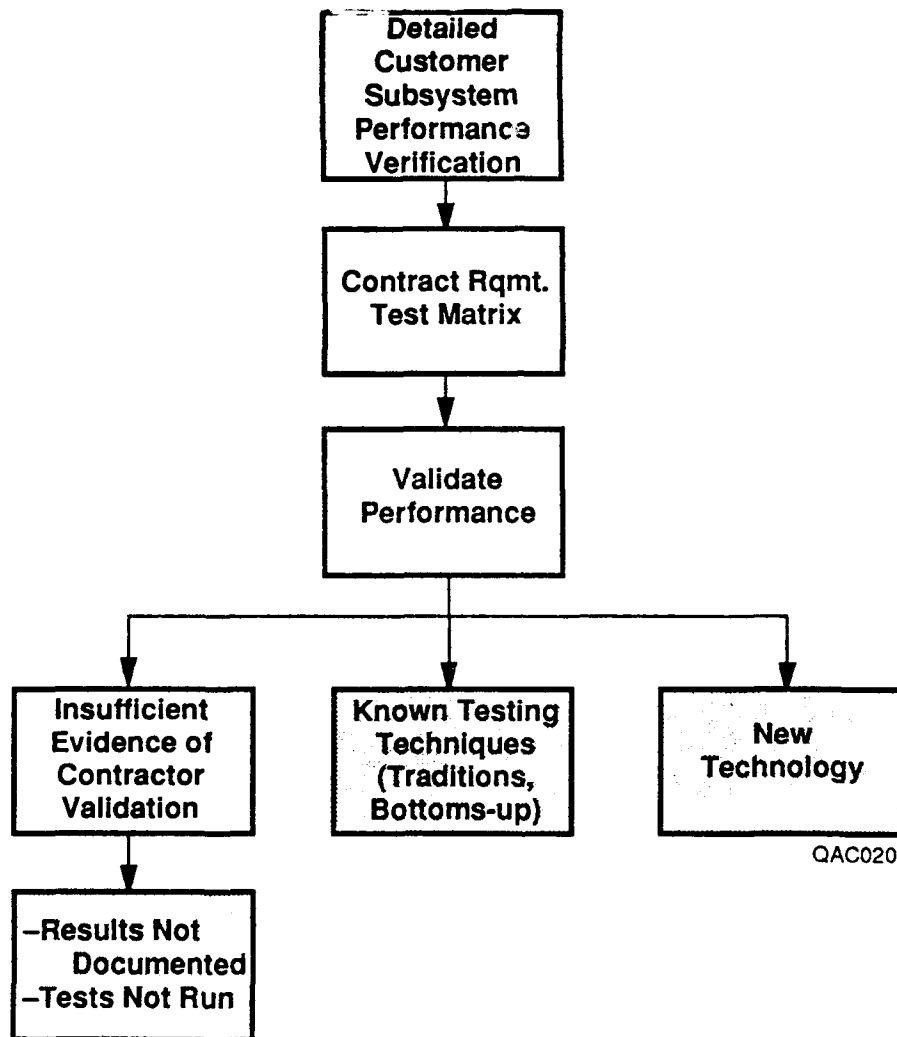 Detailed
Customer
Subsystem
Performance
Verification
Contract Rqmt.
Test Matrix
Validate
Performance
Insufficient
Evidence of
Contractor
Validation
Known Testing
Techniques
(Traditions,
Bottoms-up)
New
Technology
QAC020
–Results Not
Documented
–Tests Not Run